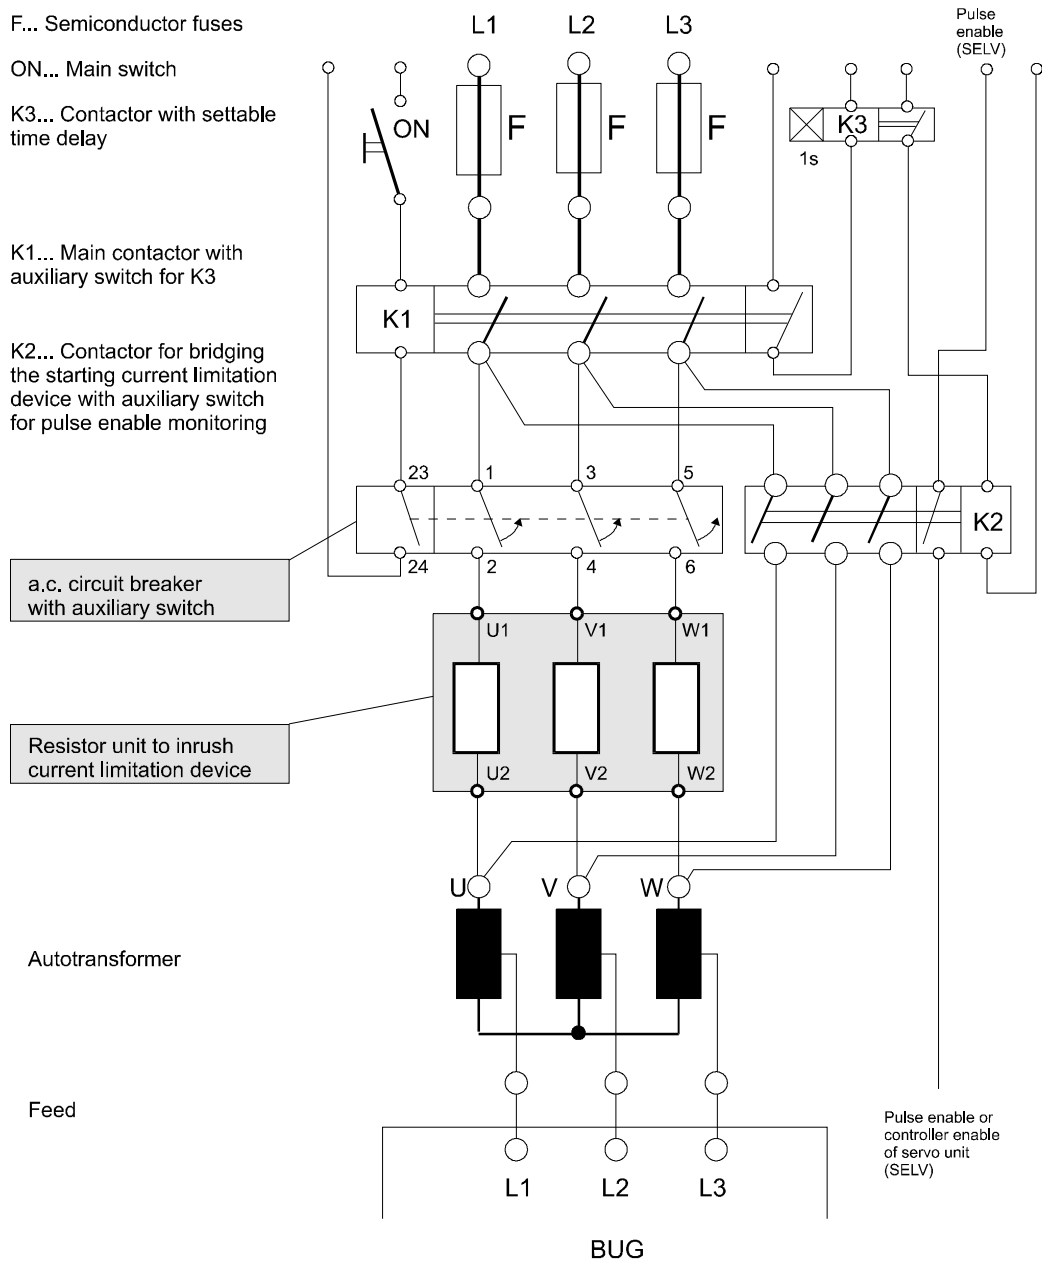 F... Semiconductor fuses
L1 L2 L3
Pulse
enable
(SELV)
ON... Main switch
K3... Contactor with settable
time delay
ON
F F F
K3
1s
K1... Main contactor with
auxiliary switch for K3
K1
K2... Contactor for bridging
the starting current limitation
device with auxiliary switch
for pulse enable monitoring
23 1 3 5
K2
24 2 4 6
a.c. circuit breaker
with auxiliary switch
U1 V1 W1
Resistor unit to inrush
current limitation device
U2 V2 W2
U V W
Autotransformer
Feed
Pulse enable or
controller enable
of servo unit
(SELV)
L1 L2 L3
BUG